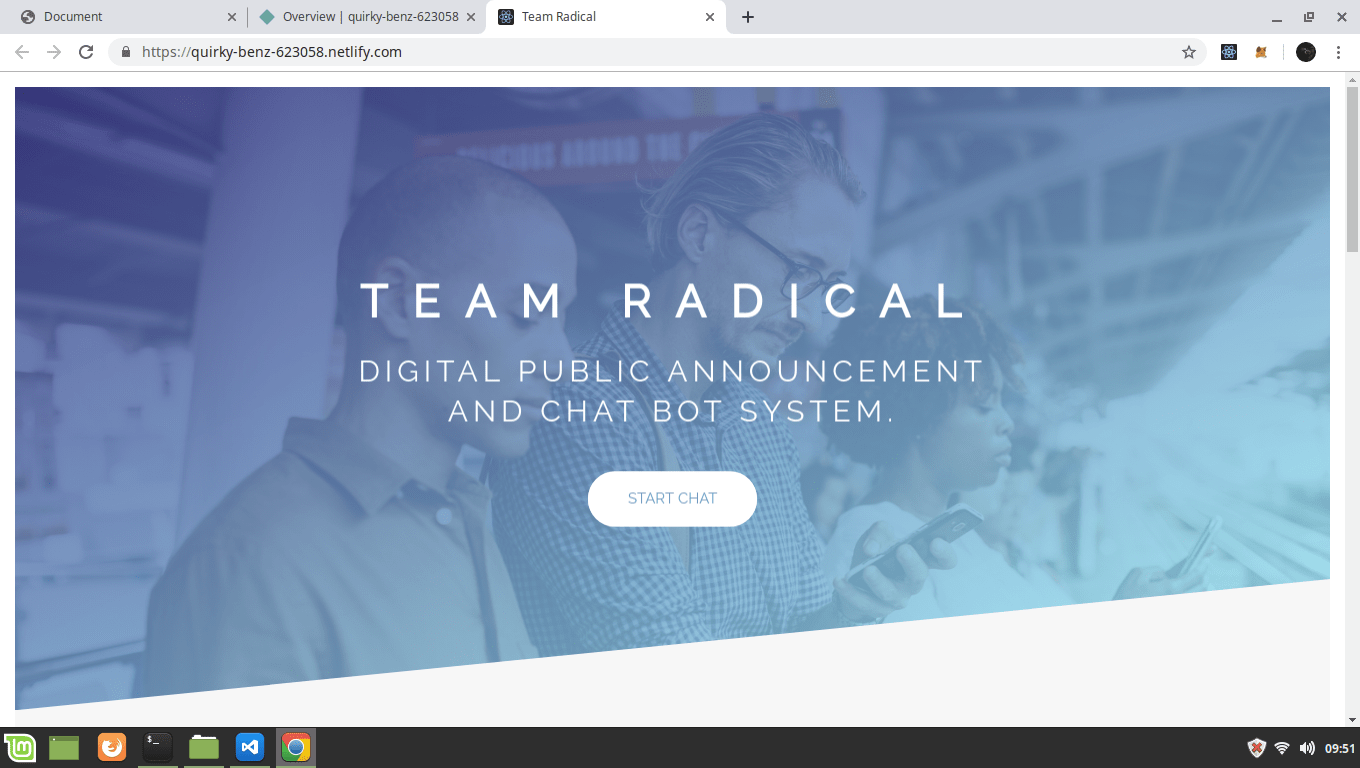 Document
Overview | quirky-benz-623058
Team Radical
https://quirky-benz-623058.netlify.com
TEAM RADICAL
DIGITAL PUBLIC ANNOUNCEMENT
AND CHAT BOT SYSTEM.
START CHAT
09:51